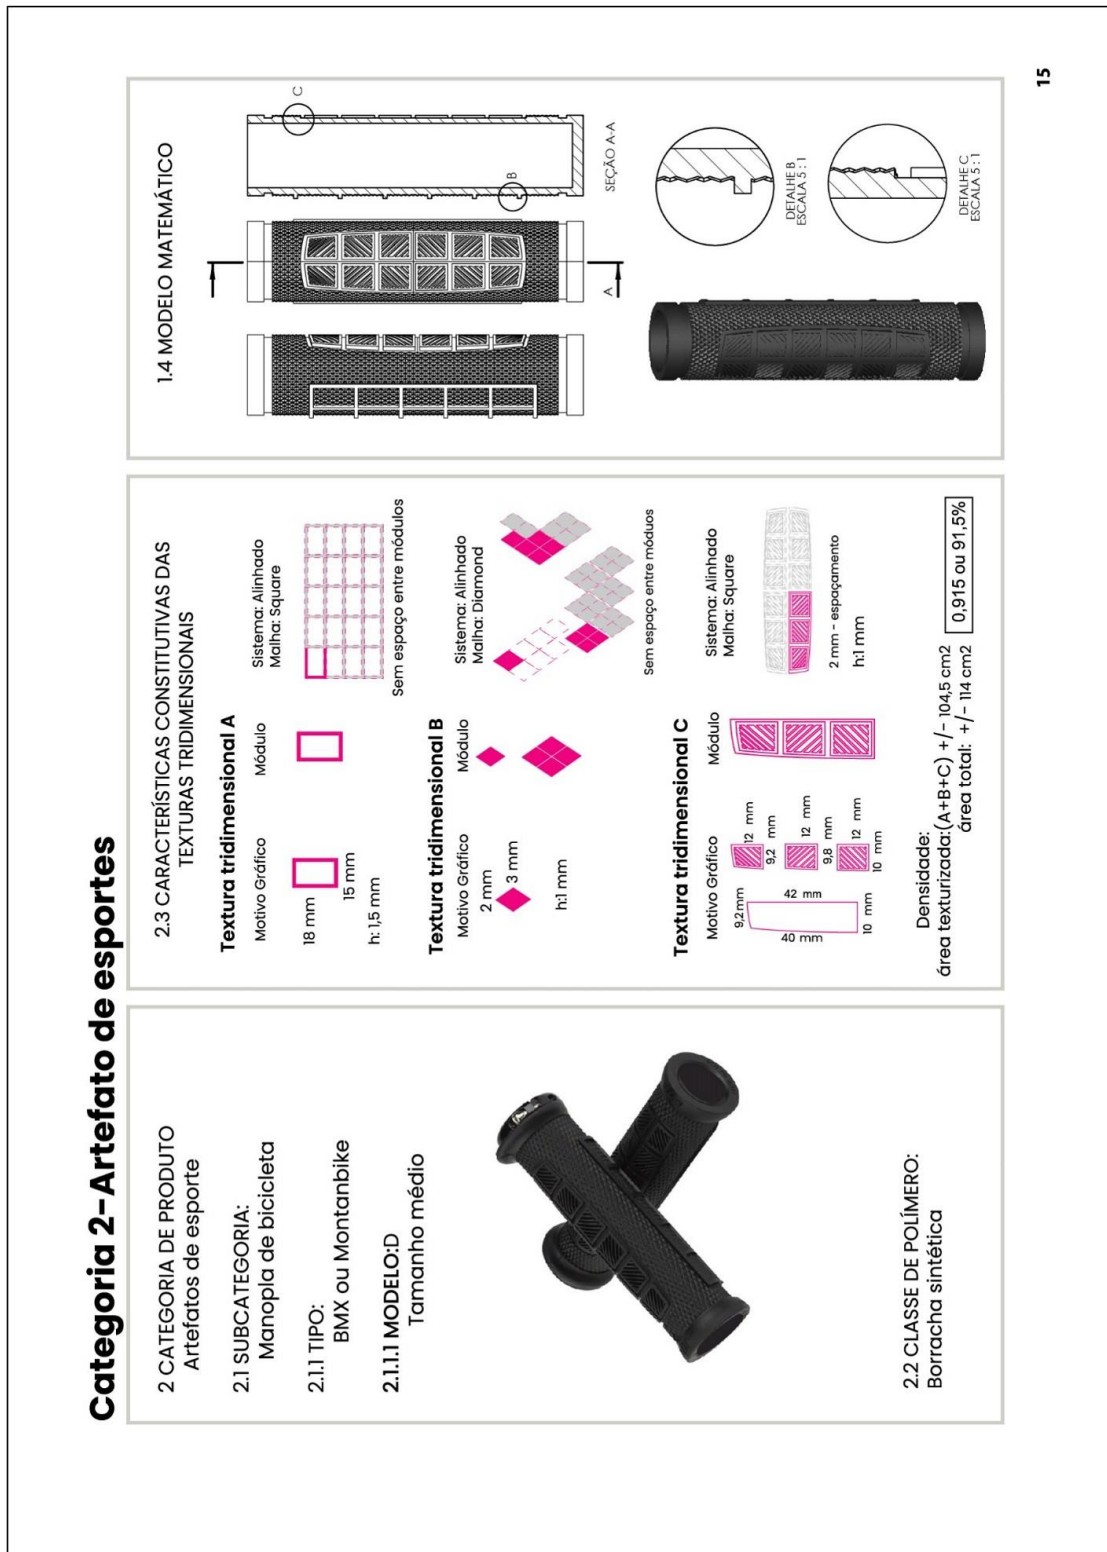 Categoria 2-Artefato de esportes
2 CATEGORIA DE PRODUTO
Artefatos de esporte
2.1 SUBCATEGORIA:
Manopla de bicicleta
2.1.1 TIPO:
BMX ou Montanbike
2.1.1.1 MODELO:D
Tamanho médio
2.2 CLASSE DE POLÍMERO:
Borracha sintética
2.3 CARACTERÍSTICAS CONSTITUTIVAS DAS
TEXTURAS TRIDIMENSIONAIS
Textura tridimensional A
Motivo Gráfico
18 mm
15 mm
h: 1,5 mm
Módulo
Sistema: Alinhado
Malha: Square
Sem espaço entre módulos
Textura tridimensional B
Motivo Gráfico
2 mm
3 mm
h:1 mm
Módulo
Sistema: Alinhado
Malha: Diamond
Sem espaço entre móduos
Textura tridimensional C
Motivo Gráfico
9,2mm
42 mm
40 mm
10 mm
12 mm
9,2 mm
12 mm
9,8 mm
12 mm
10 mm
Módulo
Sistema: Alinhado
Malha: Square
2 mm - espaçamento
h:1 mm
Densidade:
área texturizada:(A+B+C) +/- 104,5 cm2
área total: +/- 114 cm2
0,915 ou 91,5%
1.4 MODELO MATEMÁTICO
A
B
C
SEÇÃO A-A
DETALHE B
ESCALA 5 : 1
DETALHE C
ESCALA 5 : 1
15